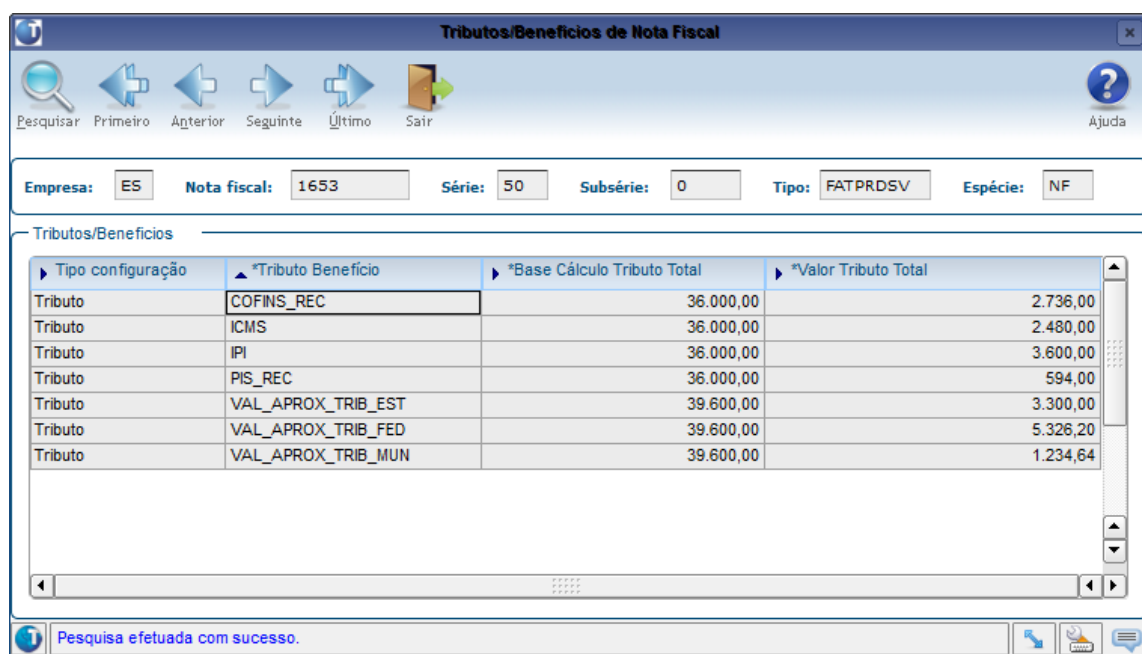 Tributos/Beneficios de Nota Fiscal
Pesquisar Primeiro Anterior Seguinte Último Sair Ajuda
Empresa: ES Nota fiscal: 1653 Série: 50 Subsérie: 0 Tipo: FATPRDSV Espécie: NF
Tributos/Beneficios
Tipo configuração *Tributo Benefício *Base Cálculo Tributo Total *Valor Tributo Total
Tributo COFINS_REC 36.000,00 2.736,00
Tributo ICMS 36.000,00 2.480,00
Tributo IPI 36.000,00 3.600,00
Tributo PIS_REC 36.000,00 594,00
Tributo VAL_APROX_TRIB_EST 39.600,00 3.300,00
Tributo VAL_APROX_TRIB_FED 39.600,00 5.326,20
Tributo VAL_APROX_TRIB_MUN 39.600,00 1.234,64
Pesquisa efetuada com sucesso.